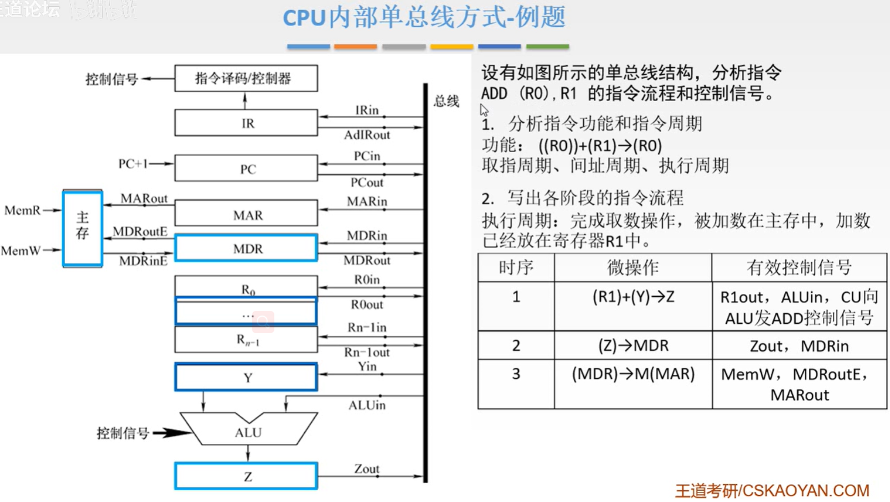 王道论坛
CPU内部单总线方式-例题
控制信号
指令译码/控制器
总线
IRin
IR
AdIRout
PC+1
PCin
PC
PCout
MARout
MARin
MemR
MAR
主存
MDRoutE
MDRin
MemW
MDR
MDRinE
MDRout
R0in
R₀
R0out
…
Rn-1in
Rₙ₋₁
Rn-1out
Yin
Y
ALUin
控制信号
ALU
Zout
Z
设有如图所示的单总线结构，分析指令
ADD (R0),R1 的指令流程和控制信号。
1. 分析指令功能和指令周期
功能： ((R0))+(R1)→(R0)
取指周期、间址周期、执行周期
2. 写出各阶段的指令流程
执行周期：完成取数操作，被加数在主存中，加数
已经放在寄存器R1中。
时序 微操作 有效控制信号
1 (R1)+(Y)→Z R1out，ALUin，CU向
ALU发ADD控制信号
2 (Z)→MDR Zout，MDRin
3 (MDR)→M(MAR) MemW，MDRoutE，
MARout
王道考研/CSKAOYAN.COM